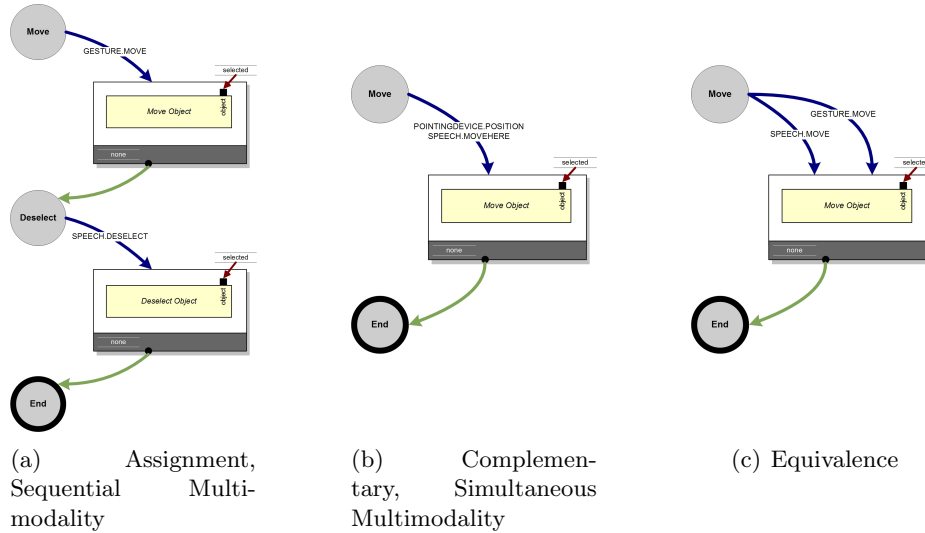 Move
GESTURE.MOVE
selected
object
Move Object
none
Deselect
SPEECH.DESELECT
selected
object
Deselect Object
none
End
(a) Assignment,
Sequential Multi-
modality
Move
POINTINGDEVICE.POSITION
SPEECH.MOVEHERE
selected
object
Move Object
none
End
(b) Complemen-
tary, Simultaneous
Multimodality
Move
GESTURE.MOVE
SPEECH.MOVE
selecte
object
Move Object
none
End
(c) Equivalence